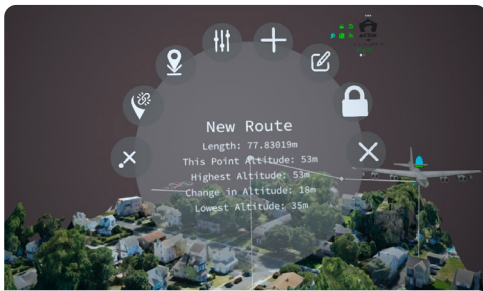 New Route
Length: 77.83019m
This Point Altitude: 53m
Highest Altitude: 53m
Change in Altitude: 18m
Lowest Altitude: 35m